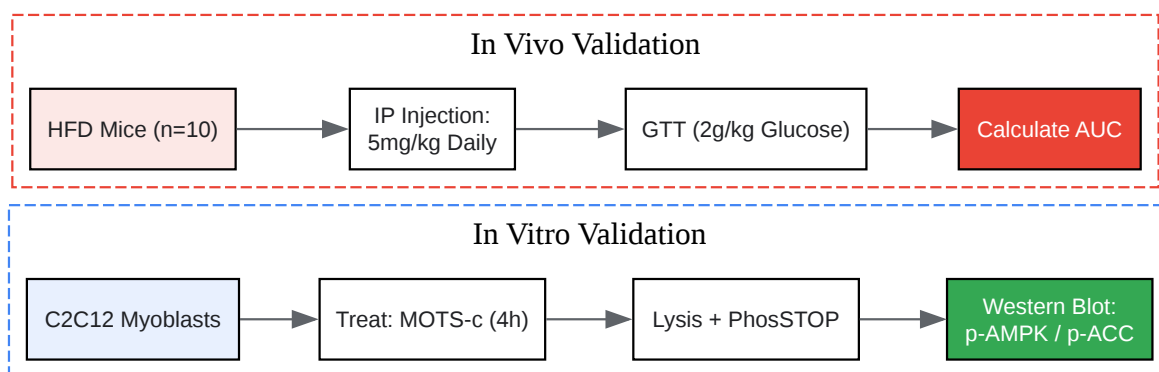 In Vivo Validation
HFD Mice (n=10)
IP Injection:
5mg/kg Daily
GTT (2g/kg Glucose)
Calculate AUC
In Vitro Validation
C2C12 Myoblasts
Treat: MOTS-c (4h)
Lysis + PhosSTOP
Western Blot:
p-AMPK / p-ACC